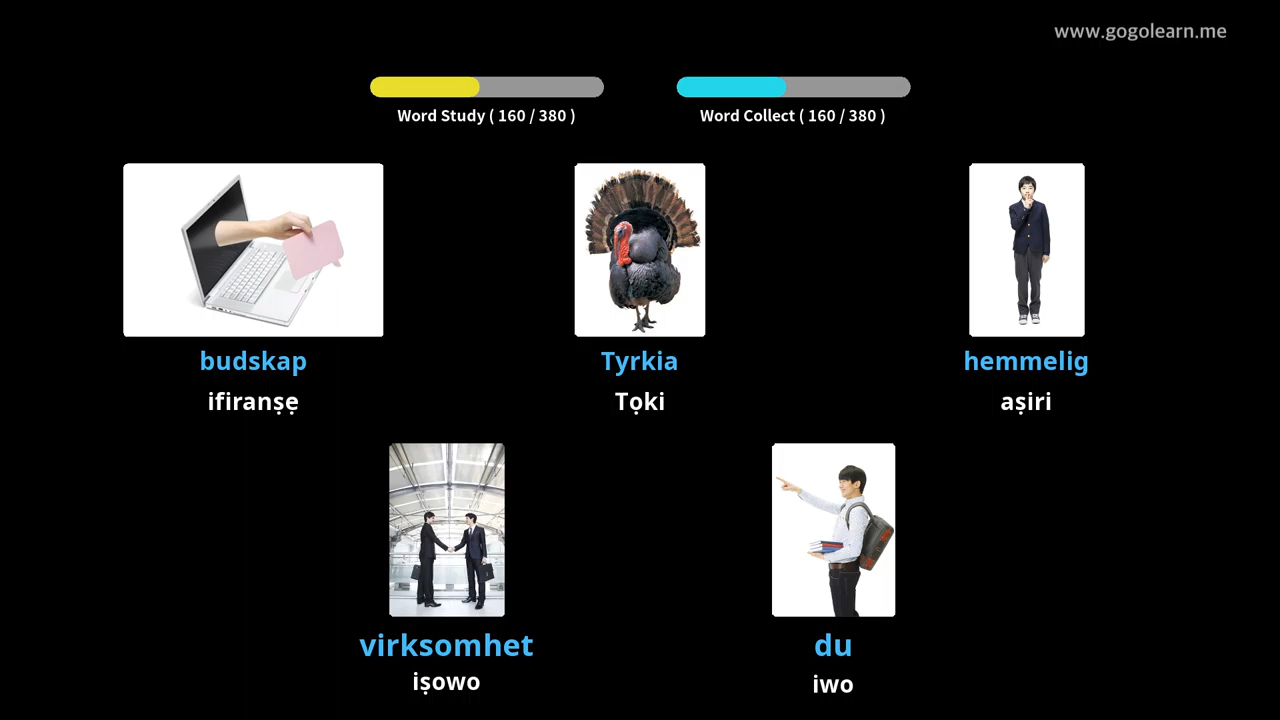 www.gogolearn.me
Word Study ( 160 / 380 )
Word Collect ( 160 / 380 )
budskap
Tyrkia
hemmelig
ifiranṣẹ
Tọki
aṣiri
virksomhet
du
iṣowo
iwo